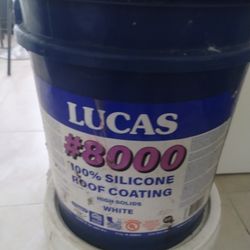 LUCAS
#8000
100% SILICONE
ROOF COATING
HIGH SOLIDS
WHITE